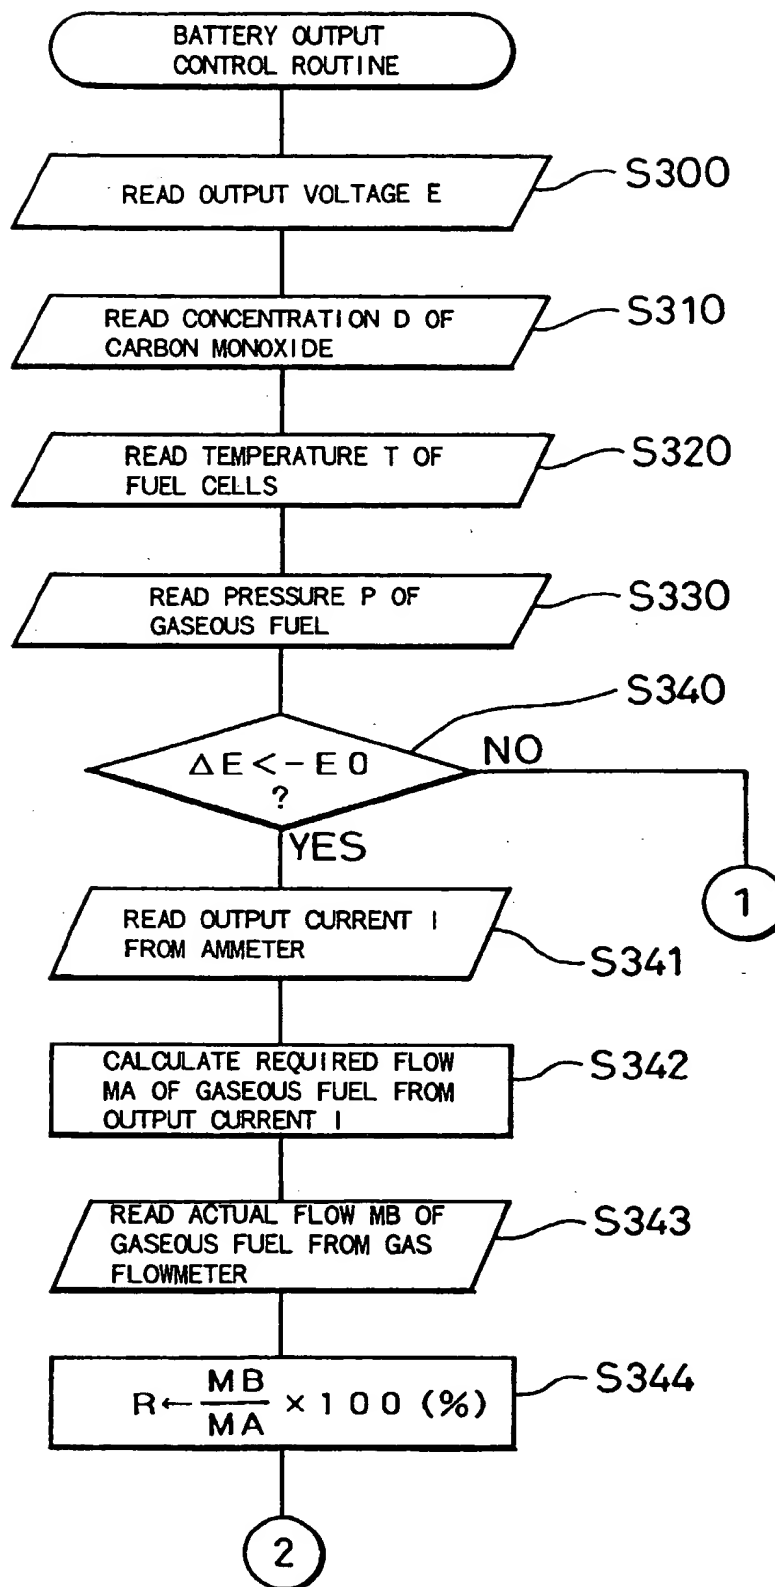 BATTERY OUTPUT
CONTROL ROUTINE
READ OUTPUT VOLTAGE E
S300
READ CONCENTRATION D OF
CARBON MONOXIDE
S310
READ TEMPERATURE T OF
FUEL CELLS
S320
READ PRESSURE P OF
GASEOUS FUEL
S330
S340
ΔE<-E0
?
NO
YES
1
READ OUTPUT CURRENT I
FROM AMMETER
S341
CALCULATE REQUIRED FLOW
MA OF GASEOUS FUEL FROM
OUTPUT CURRENT I
S342
READ ACTUAL FLOW MB OF
GASEOUS FUEL FROM GAS
FLOWMETER
S343
R←MB/MA×100(%)
S344
2